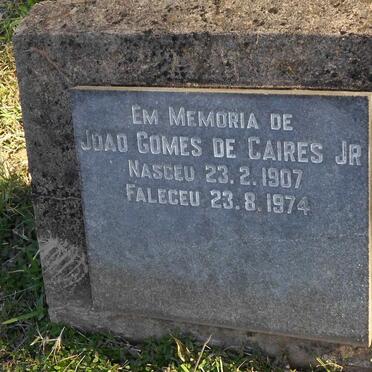 EM MEMORIA DE
JOAO GOMES DE CAIRES JR
NASCEU 23.2.1907
FALECEU 23.8.1974